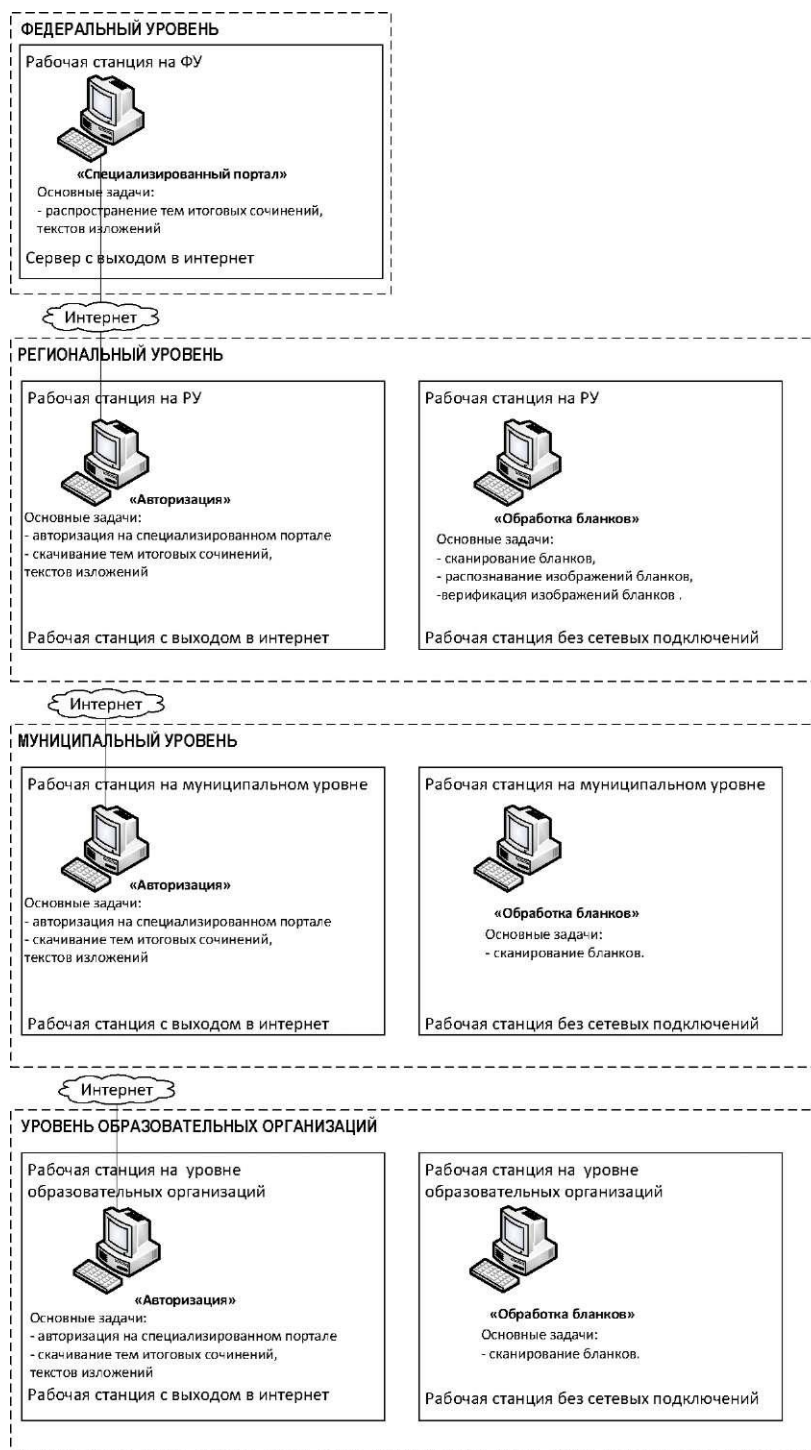 ФЕДЕРАЛЬНЫЙ УРОВЕНЬ
Рабочая станция на ФУ
«Специализированный портал»
Основные задачи:
- распространение тем итоговых сочинений,
текстов изложений
Сервер с выходом в интернет
Интернет
РЕГИОНАЛЬНЫЙ УРОВЕНЬ
Рабочая станция на РУ
«Авторизация»
Основные задачи:
- авторизация на специализированном портале
- скачивание тем итоговых сочинений,
текстов изложений
Рабочая станция с выходом в интернет
Рабочая станция на РУ
«Обработка бланков»
Основные задачи:
- сканирование бланков,
- распознавание изображений бланков,
-верификация изображений бланков .
Рабочая станция без сетевых подключений
Интернет
МУНИЦИПАЛЬНЫЙ УРОВЕНЬ
Рабочая станция на муниципальном уровне
«Авторизация»
Основные задачи:
- авторизация на специализированном портале
- скачивание тем итоговых сочинений,
текстов изложений
Рабочая станция с выходом в интернет
Рабочая станция на муниципальном уровне
«Обработка бланков»
Основные задачи:
- сканирование бланков.
Рабочая станция без сетевых подключений
Интернет
УРОВЕНЬ ОБРАЗОВАТЕЛЬНЫХ ОРГАНИЗАЦИЙ
Рабочая станция на уровне
образовательных организаций
«Авторизация»
Основные задачи:
- авторизация на специализированном портале
- скачивание тем итоговых сочинений,
текстов изложений
Рабочая станция с выходом в интернет
Рабочая станция на уровне
образовательных организаций
«Обработка бланков»
Основные задачи:
- сканирование бланков.
Рабочая станция без сетевых подключений